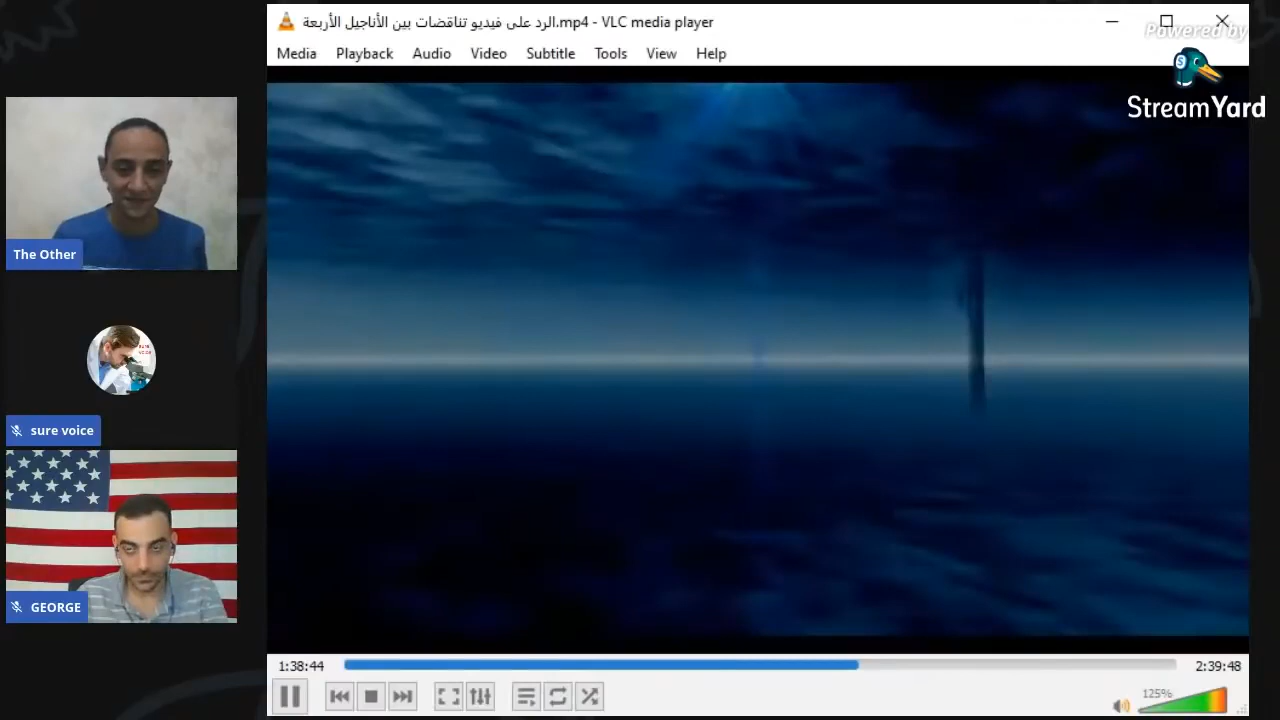 الرد على فيديو تناقضات بين الأناجيل الأربعة.mp4 - VLC media player
Powered by
StreamYard
Media Playback Audio Video Subtitle Tools View Help
The Other
sure voice
GEORGE
1:38:44
2:39:48
125%